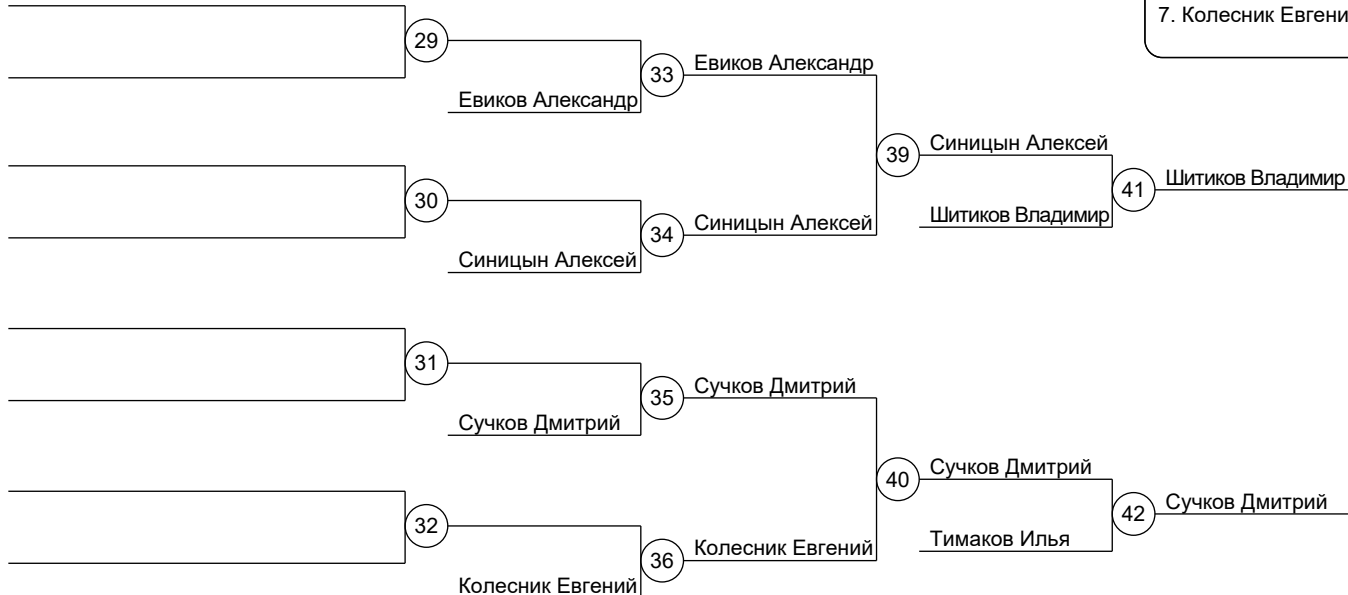 7. Колесник Евгени
29
33
Евиков Александр
Евиков Александр
39
Синицын Алексей
41
Шитиков Владимир
30
34
Синицын Алексей
Шитиков Владимир
Синицын Алексей
31
35
Сучков Дмитрий
Сучков Дмитрий
40
Сучков Дмитрий
42
Сучков Дмитрий
32
36
Колесник Евгений
Тимаков Илья
Колесник Евгений